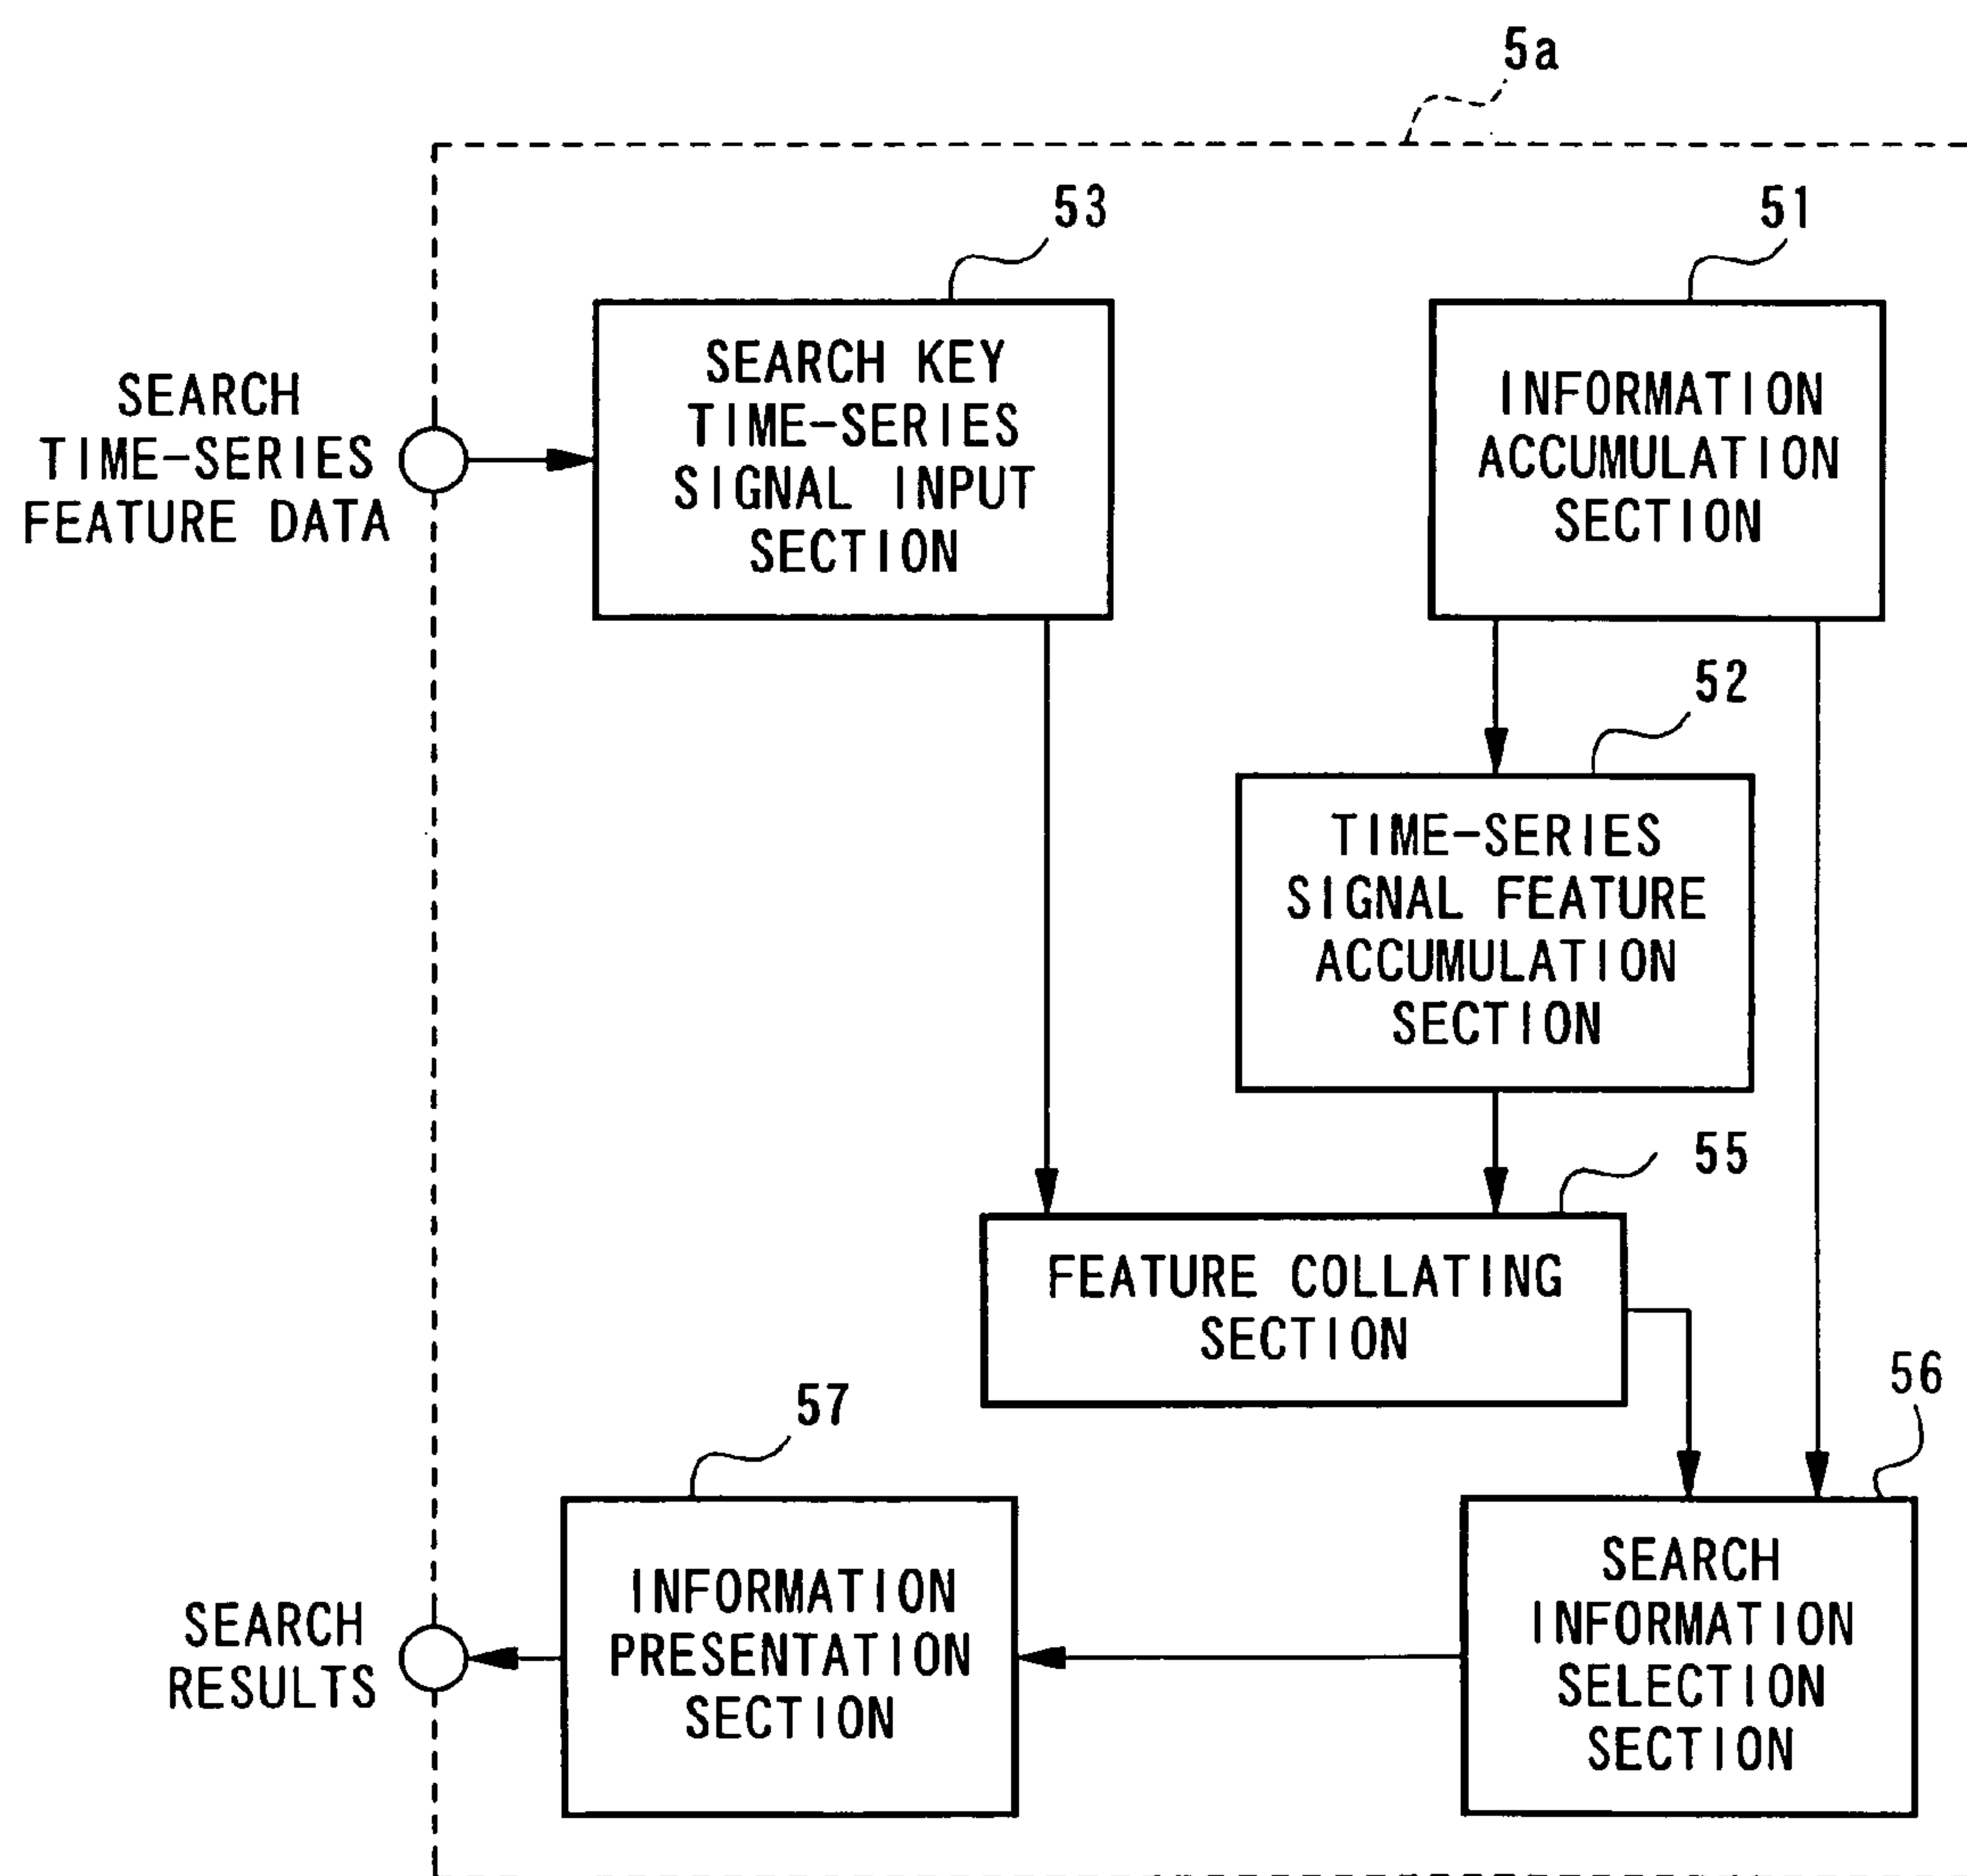 5a
53
51
SEARCH KEY
TIME-SERIES
SIGNAL INPUT
SECTION
INFORMATION
ACCUMULATION
SECTION
SEARCH
TIME-SERIES
FEATURE DATA
52
TIME-SERIES
SIGNAL FEATURE
ACCUMULATION
SECTION
55
FEATURE COLLATING
SECTION
56
57
SEARCH
INFORMATION
SELECTION
SECTION
INFORMATION
PRESENTATION
SECTION
SEARCH
RESULTS